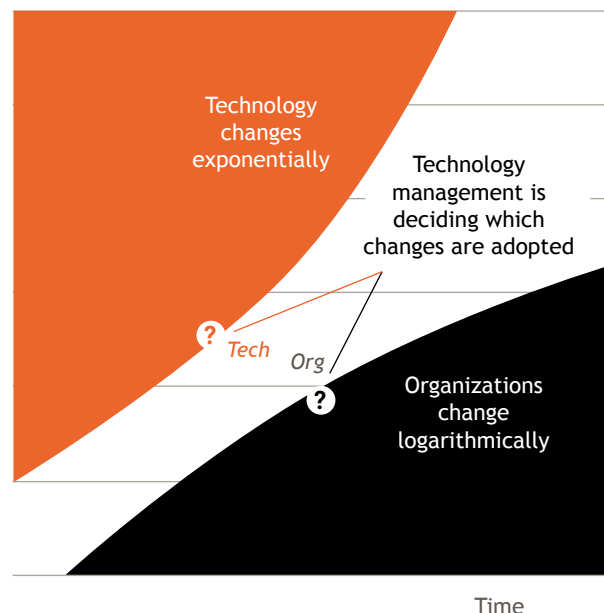 Technology
changes
exponentially
Technology
management is
deciding which
changes are adopted
?
Tech
Org
?
Organizations
change
logarithmically
Time